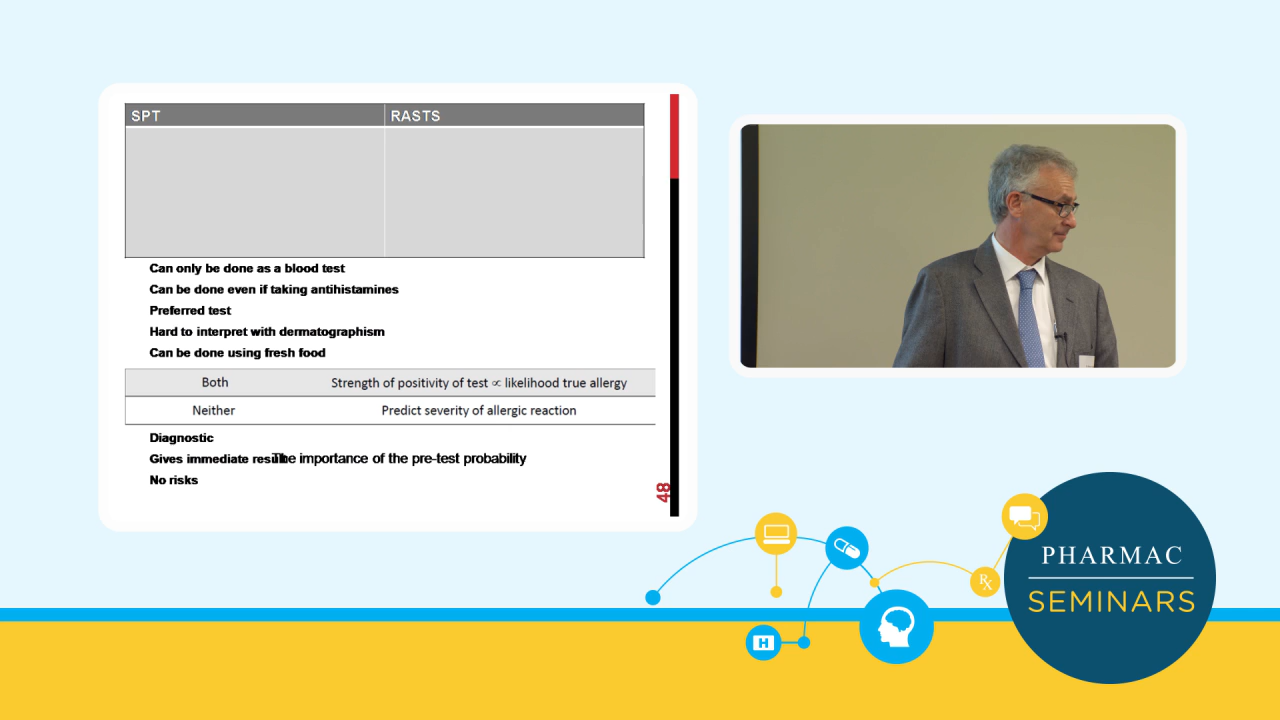 SPT RASTS
Can only be done as a blood test
Can be done even if taking antihistamines
Preferred test
Hard to interpret with dermatographism
Can be done using fresh food
Both Strength of positivity of test ∝ likelihood true allergy
Neither Predict severity of allergic reaction
Diagnostic
Gives immediate result The importance of the pre-test probability
No risks
48
PHARMAC
SEMINARS
Rx
H